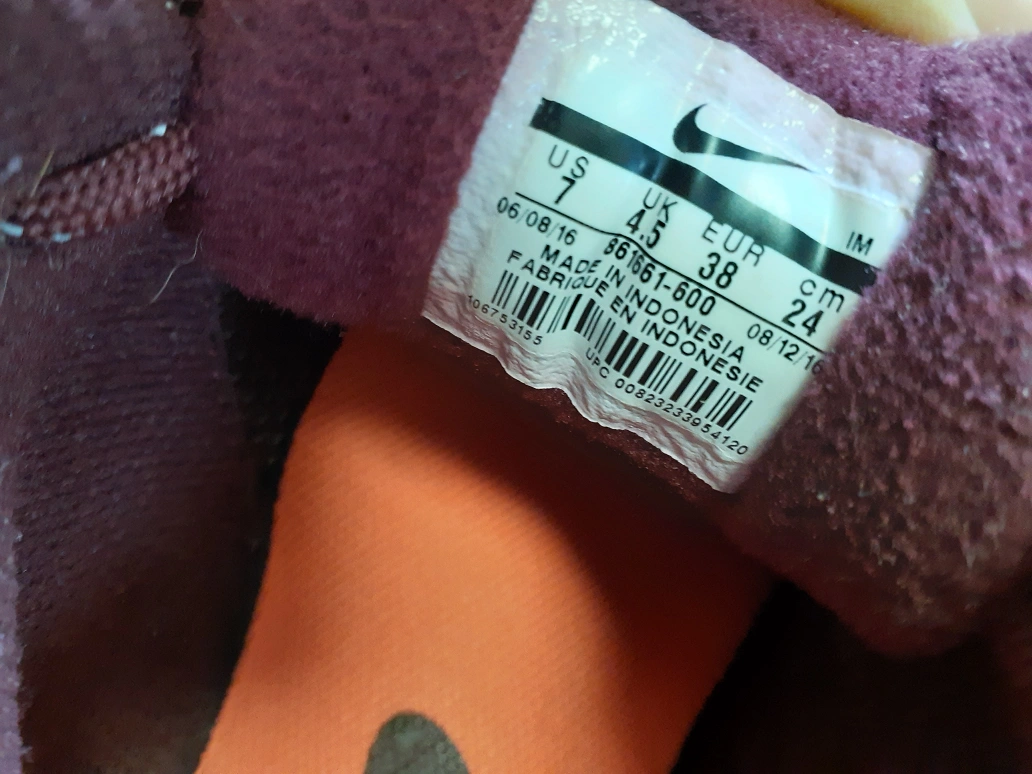 IM
US UK EUR cm
7 4.5 38 24
06/08/16 861661-600 08/12/16
MADE IN INDONESIA
FABRIQUE EN INDONESIE
106753155 UPC 00823233954120